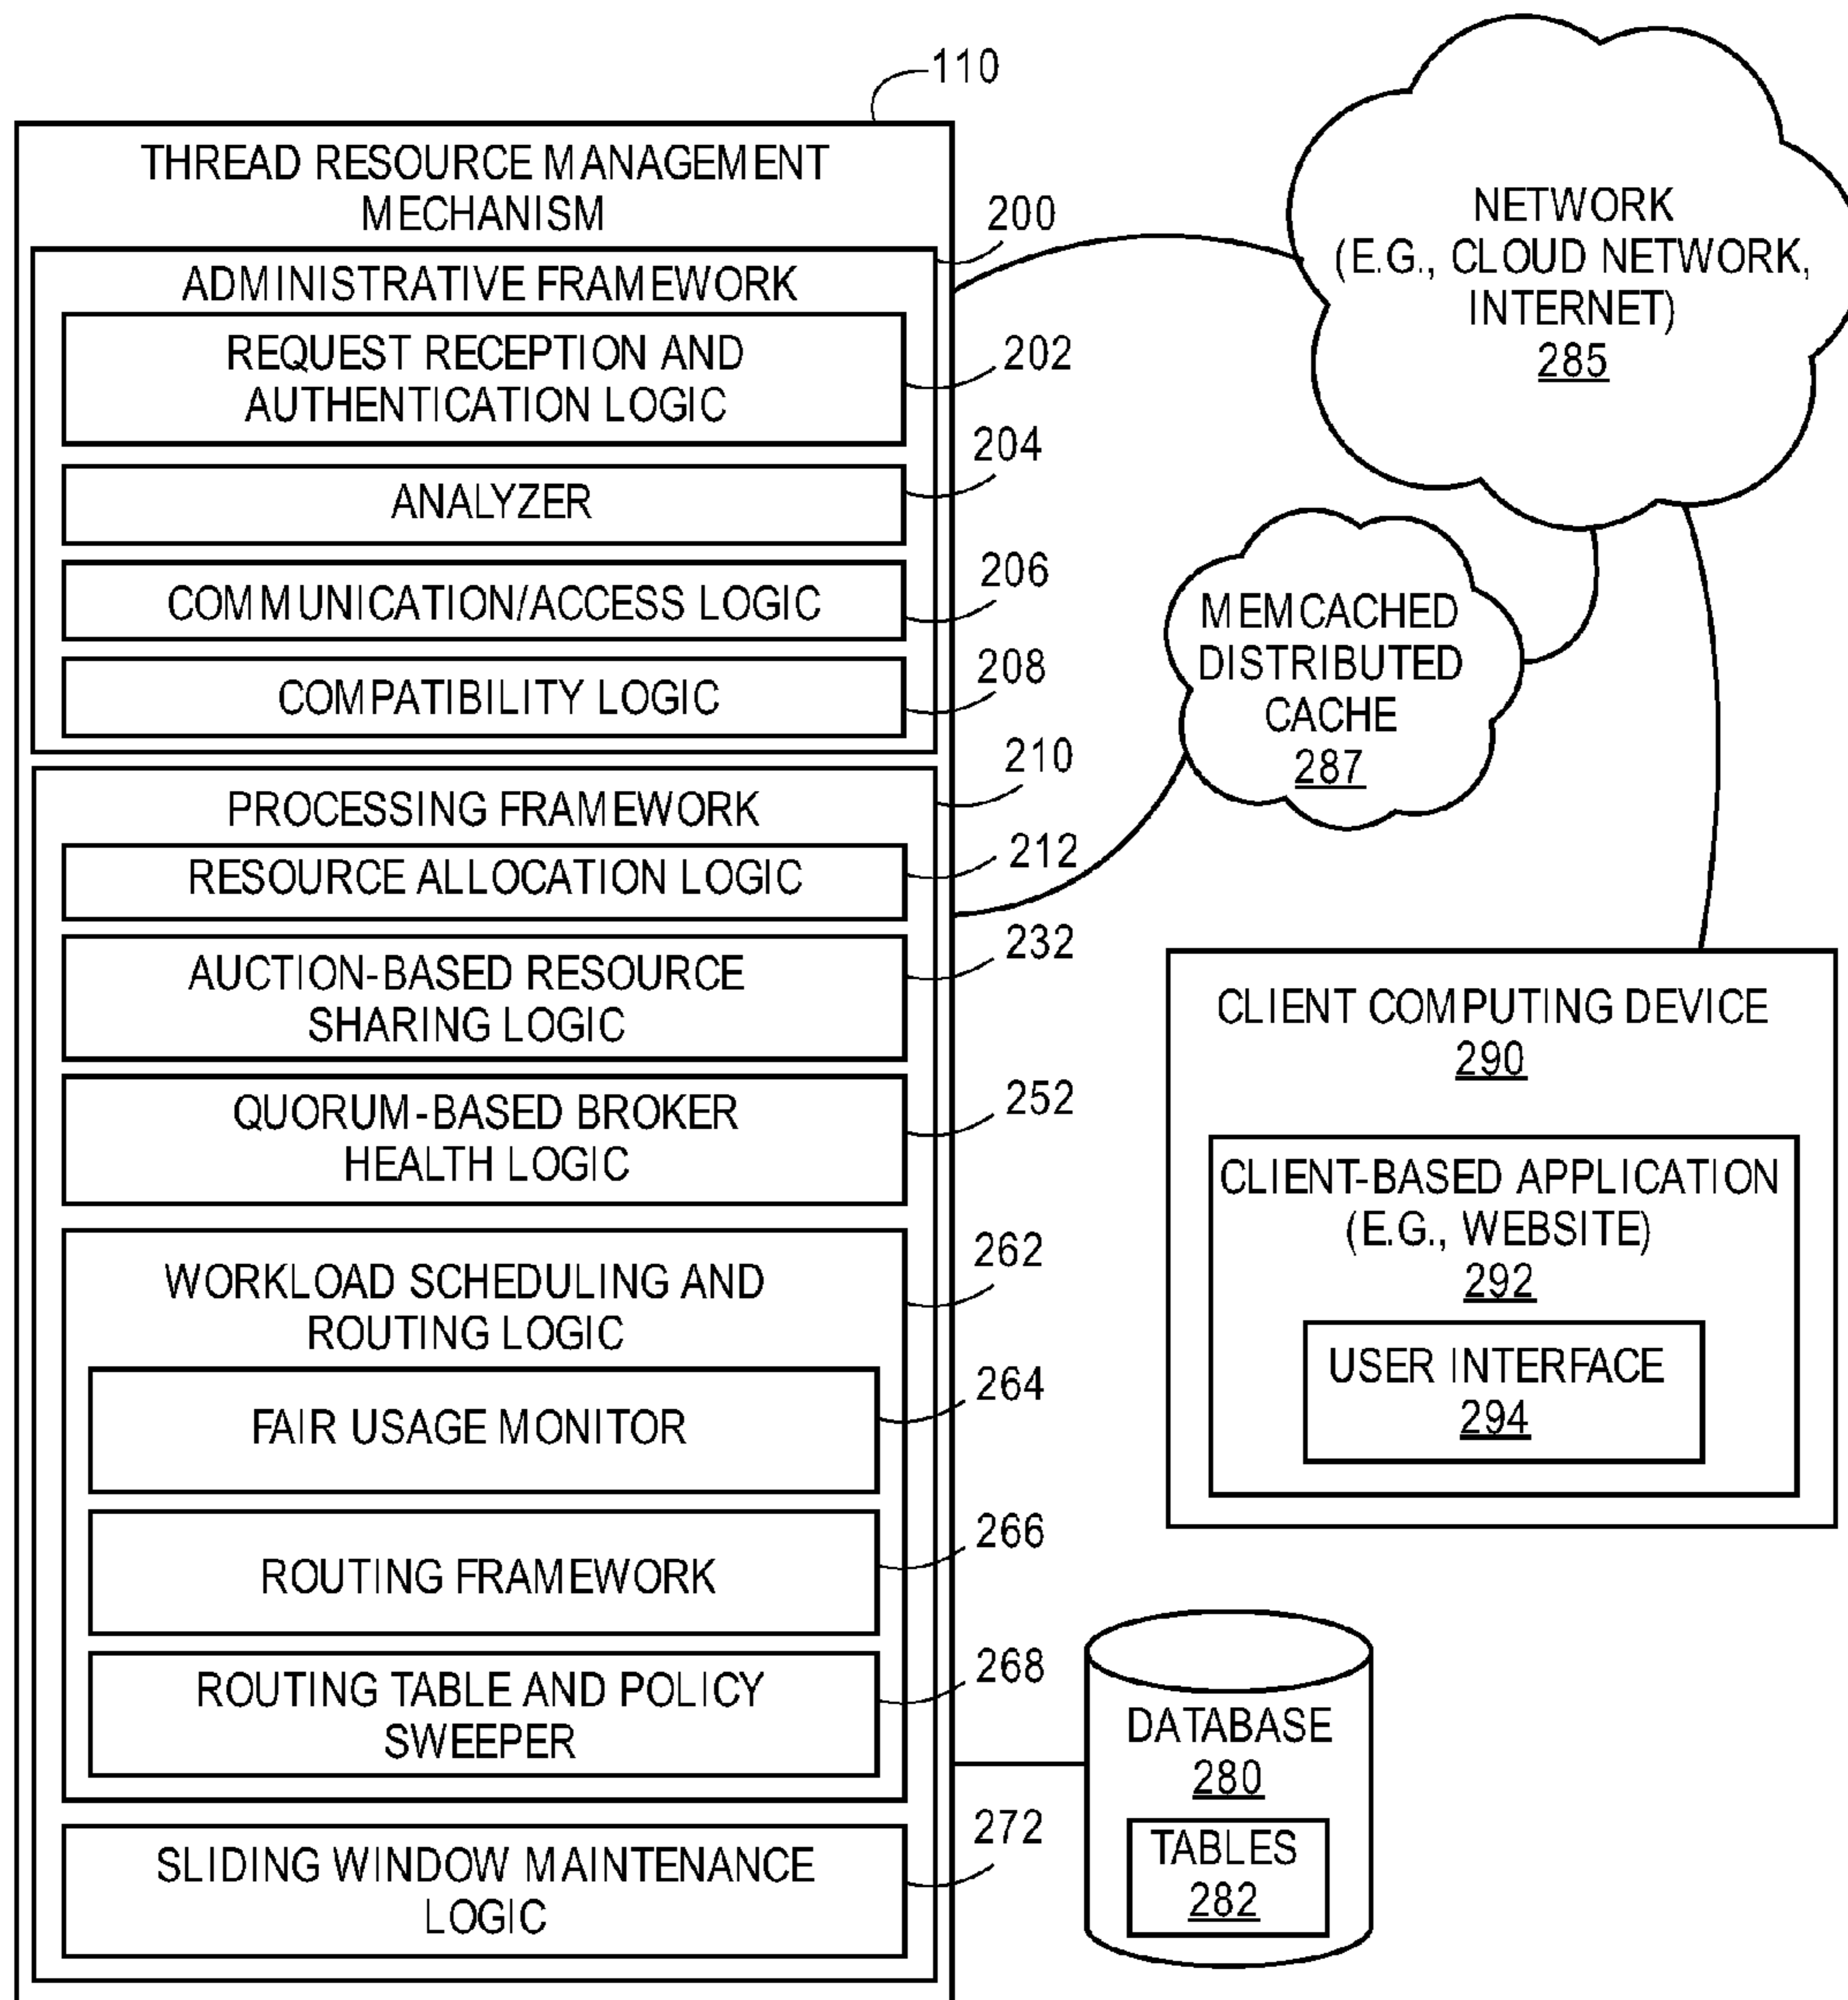 110
THREAD RESOURCE MANAGEMENT
MECHANISM
200
ADMINISTRATIVE FRAMEWORK
REQUEST RECEPTION AND
AUTHENTICATION LOGIC
202
204
ANALYZER
206
COMMUNICATION/ACCESS LOGIC
208
COMPATIBILITY LOGIC
210
PROCESSING FRAMEWORK
212
RESOURCE ALLOCATION LOGIC
232
AUCTION-BASED RESOURCE
SHARING LOGIC
252
QUORUM-BASED BROKER
HEALTH LOGIC
262
WORKLOAD SCHEDULING AND
ROUTING LOGIC
264
FAIR USAGE MONITOR
266
ROUTING FRAMEWORK
268
ROUTING TABLE AND POLICY
SWEEPER
272
SLIDING WINDOW MAINTENANCE
LOGIC
NETWORK
(E.G., CLOUD NETWORK,
INTERNET)
285
MEMCACHED
DISTRIBUTED
CACHE
287
CLIENT COMPUTING DEVICE
290
CLIENT-BASED APPLICATION
(E.G., WEBSITE)
292
USER INTERFACE
294
DATABASE
280
TABLES
282